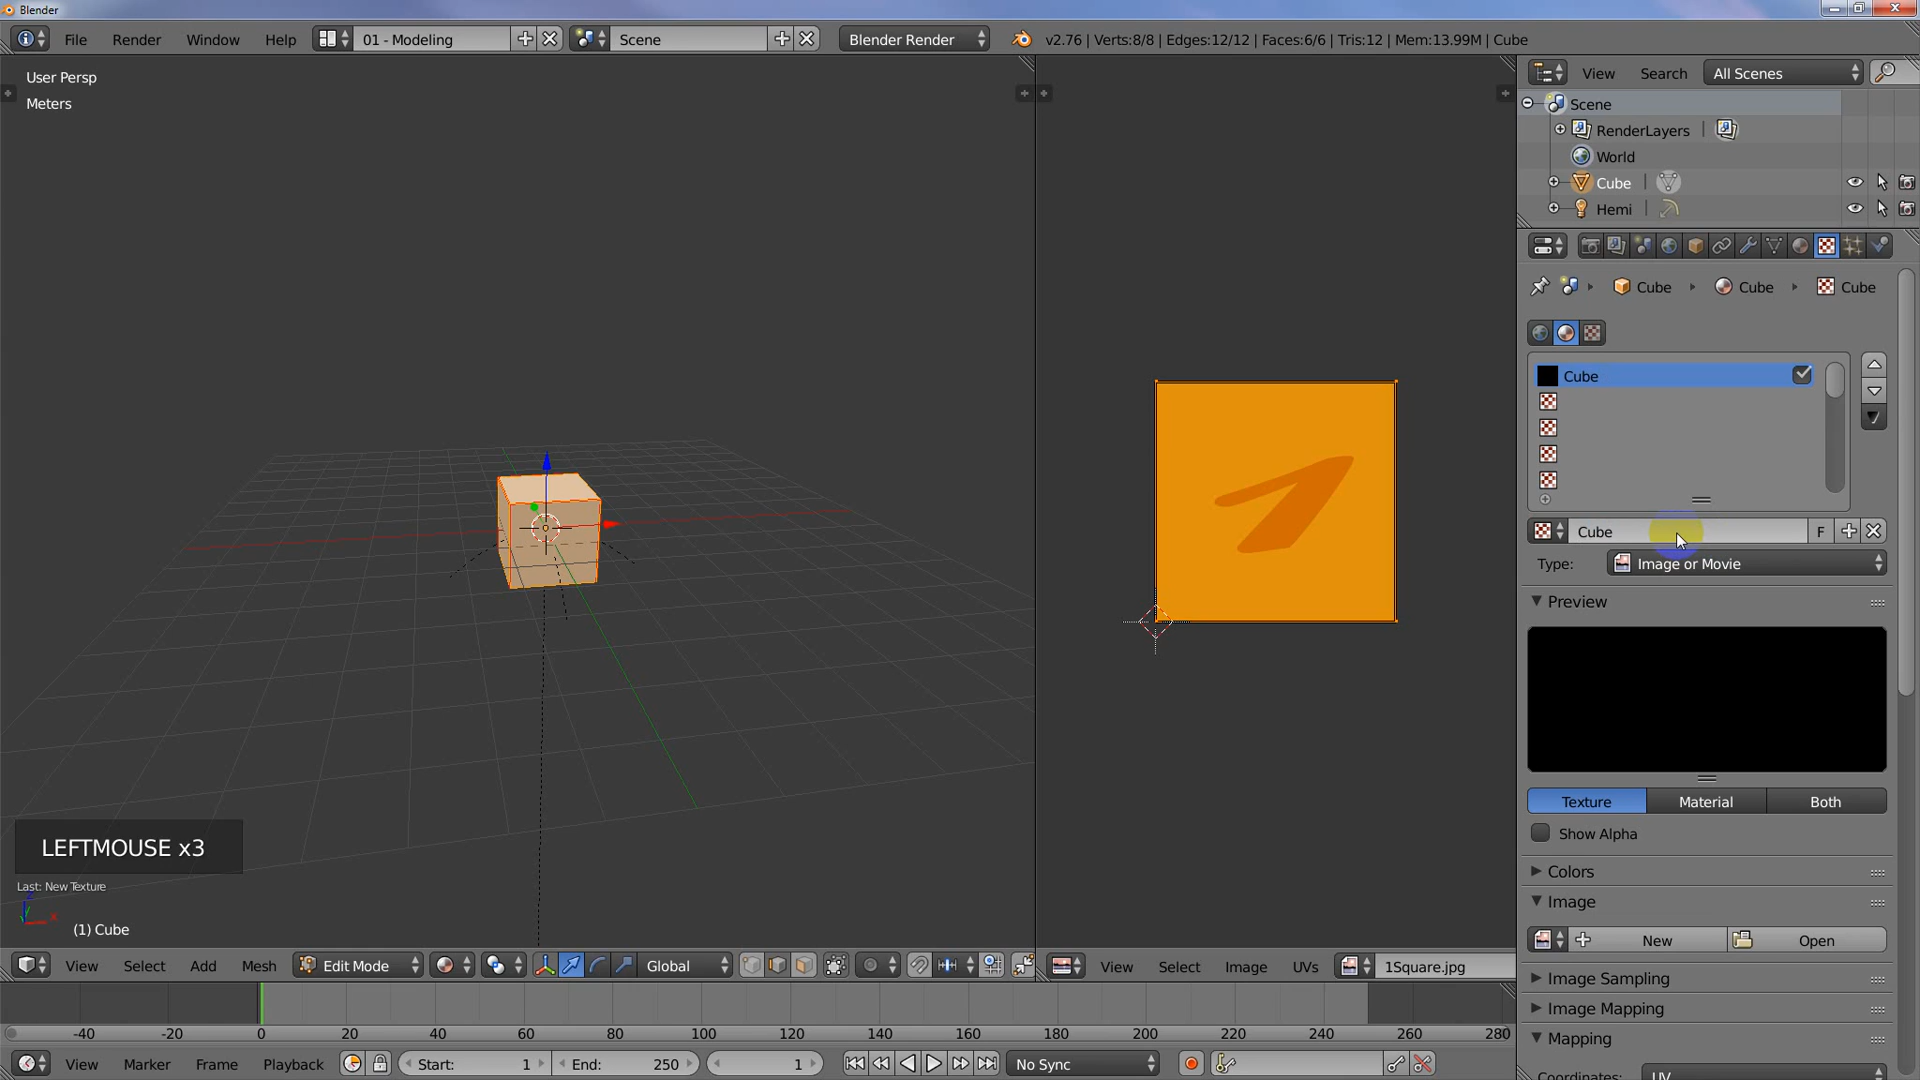 Blender
File Render Window Help 01 - Modeling Scene Blender Render v2.76 | Verts:8/8 | Edges:12/12 | Faces:6/6 | Tris:12 | Mem:13.99M | Cube
User Persp
Meters
View Search All Scenes
Scene
RenderLayers
World
Cube
Hemi
Cube Cube Cube
Cube
Cube F
Type: Image or Movie
Preview
Texture Material Both
Show Alpha
Colors
Image
New Open
Image Sampling
Image Mapping
Mapping
Coordinates: UV
LEFTMOUSE x3
Last: New Texture
(1) Cube
View Select Add Mesh Edit Mode Global
View Select Image UVs 1Square.jpg
-40 -20 0 20 40 60 80 100 120 140 160 180 200 220 240 260 280
View Marker Frame Playback Start: 1 End: 250 1 No Sync